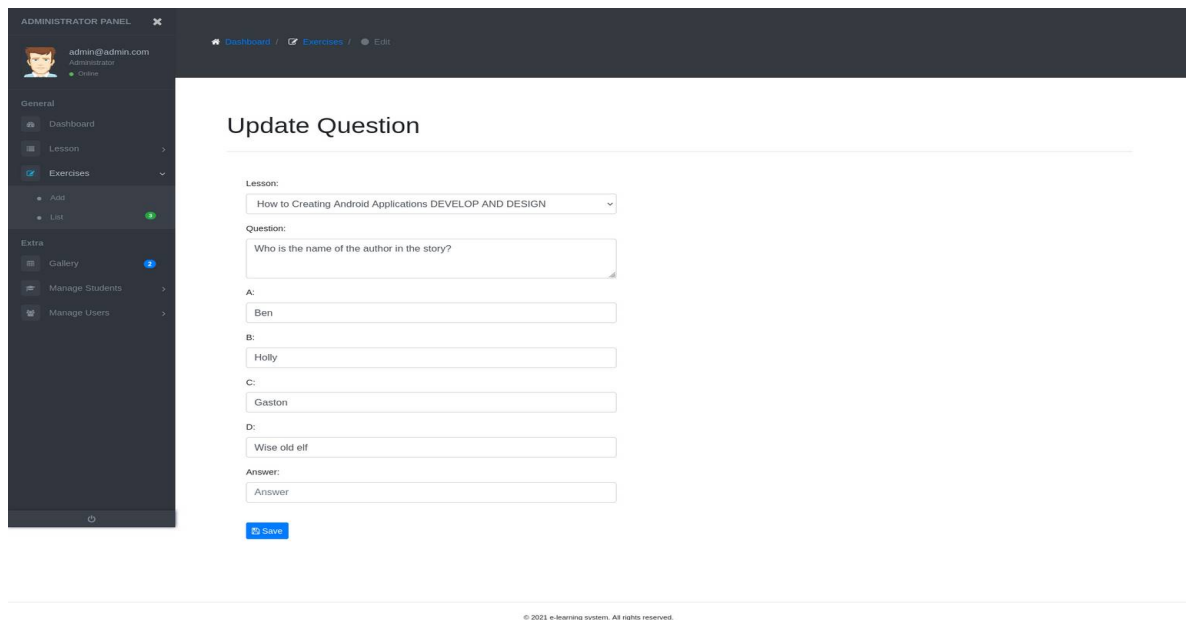 ADMINISTRATOR PANEL
admin@admin.com
Administrator
Online
Dashboard / Exercises / Edit
General
Dashboard
Lesson
Exercises
Add
List 3
Extra
Gallery 2
Manage Students
Manage Users
Update Question
Lesson:
How to Creating Android Applications DEVELOP AND DESIGN
Question:
Who is the name of the author in the story?
A:
Ben
B:
Holly
C:
Gaston
D:
Wise old elf
Answer:
Answer
Save
© 2021 e-learning system. All rights reserved.